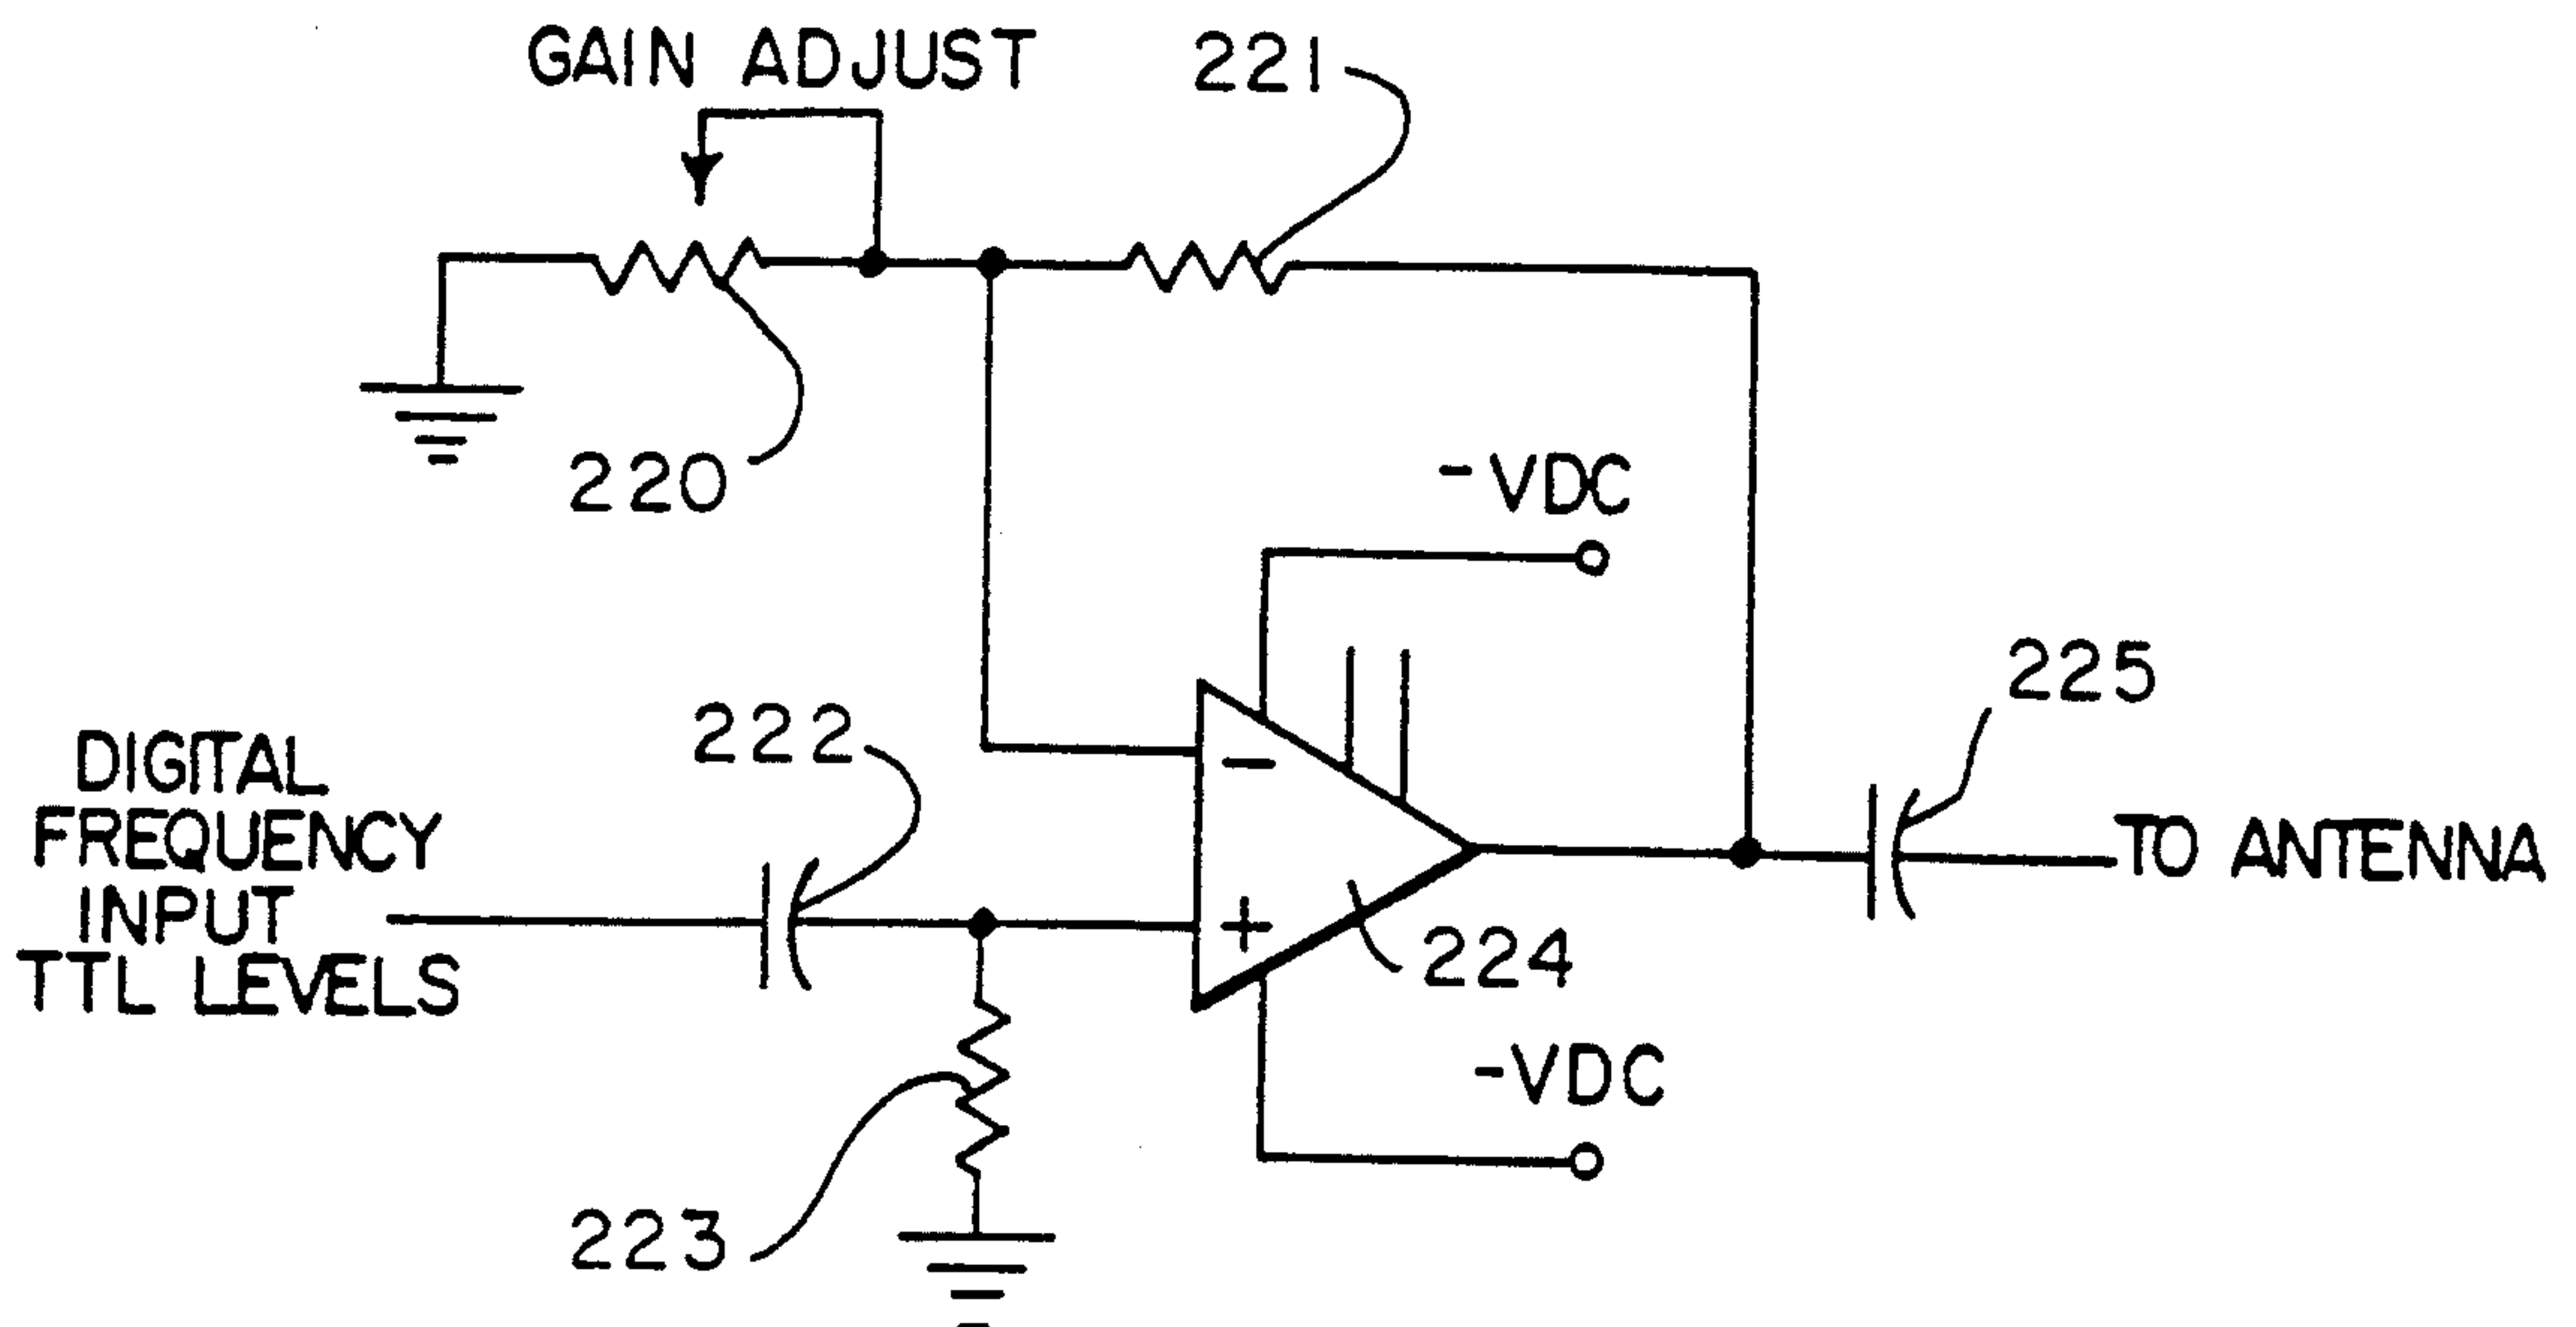 GAIN ADJUST
221
220
-VDC
225
222
DIGITAL
FREQUENCY
INPUT
TTL LEVELS
-
+
TO ANTENNA
224
-VDC
223